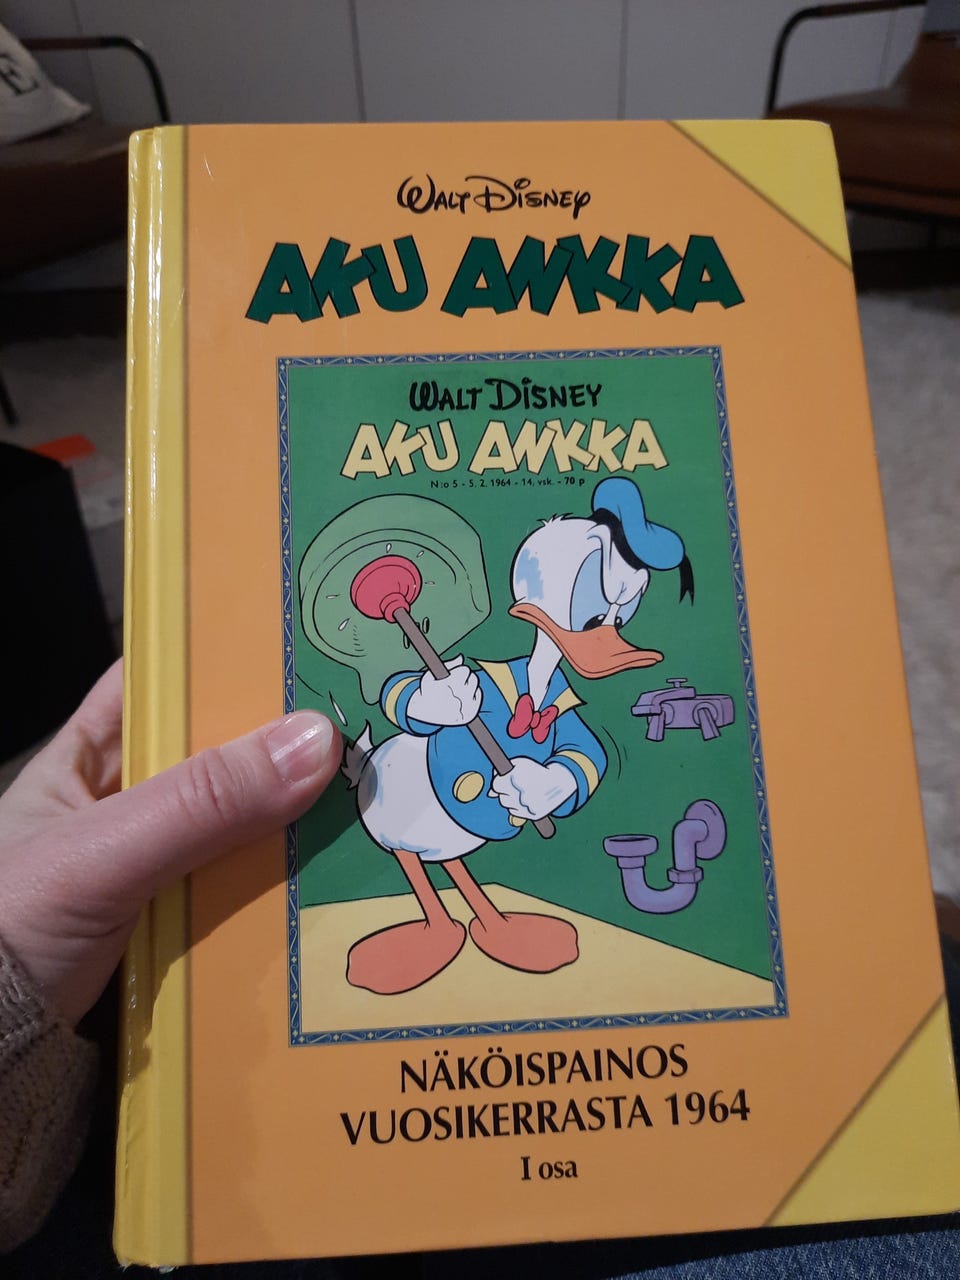 WALT DISNEY
AKU ANKKA
WALT DISNEY
AKU ANKKA
N:o 5 - 5. 2. 1964 - 14, vsk. - 70 p
NÄKÖISPAINOS
VUOSIKERRASTA 1964
I osa
E